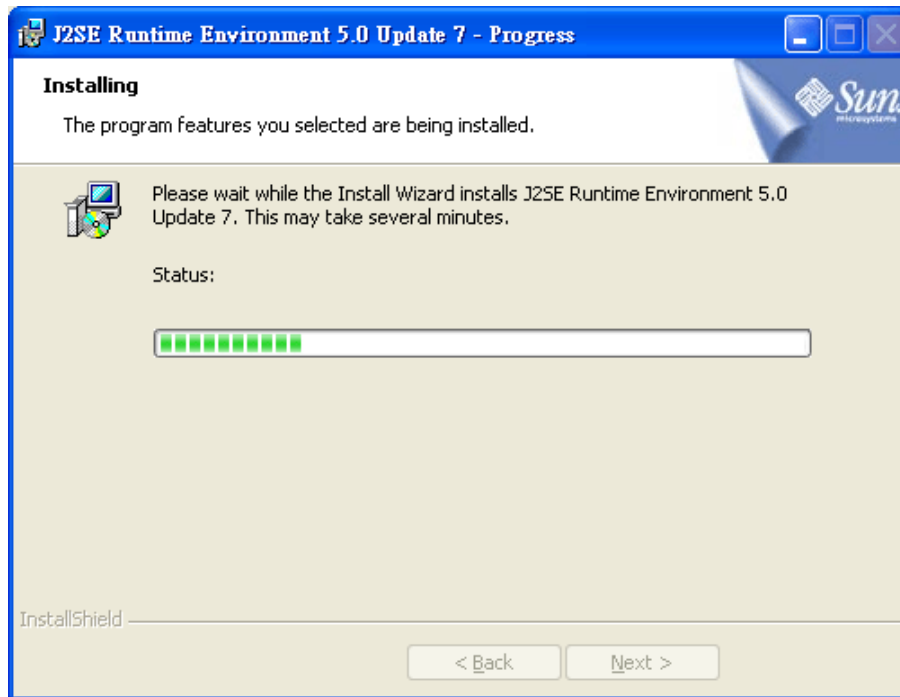 J2SE Runtime Environment 5.0 Update 7 - Progress
Installing
The program features you selected are being installed.
Sun
microsystems
Please wait while the Install Wizard installs J2SE Runtime Environment 5.0
Update 7. This may take several minutes.
Status:
InstallShield
< Back
Next >